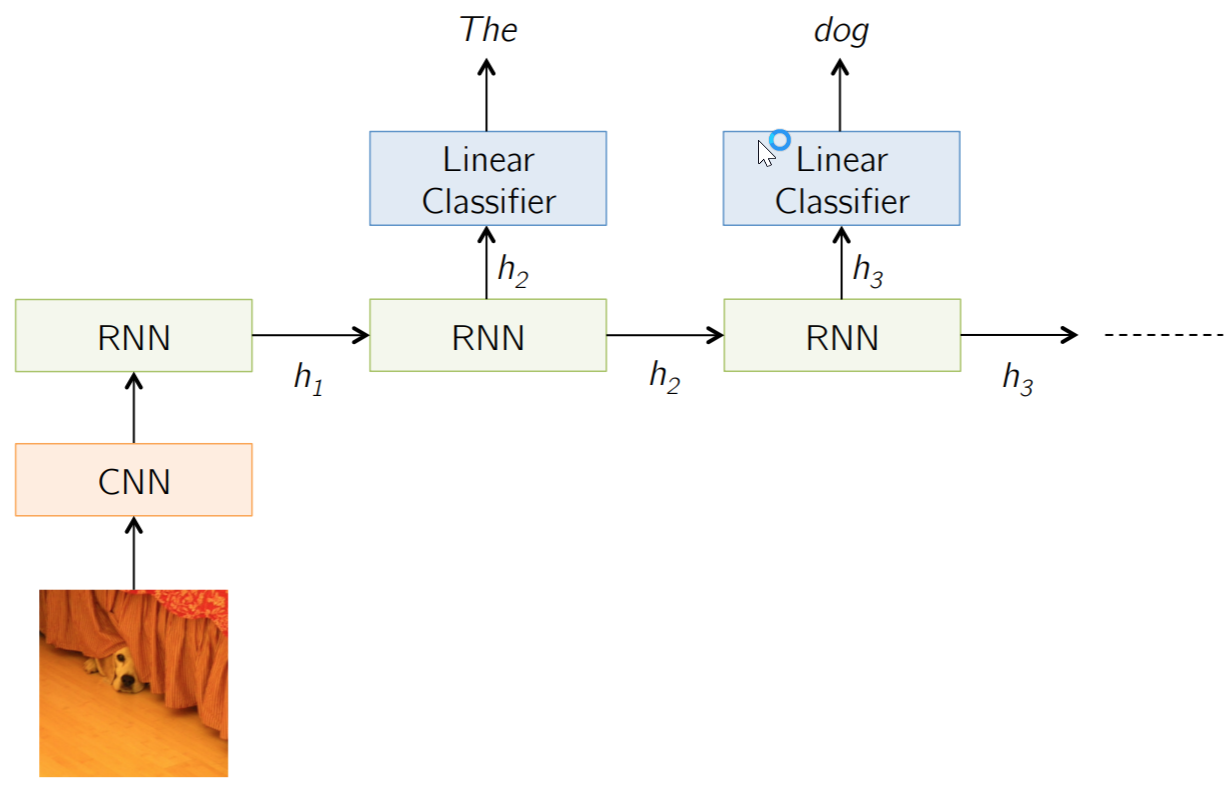 The
dog
Linear
Classifier
Linear
Classifier
h2
h3
RNN
RNN
RNN
h1
h2
h3
CNN